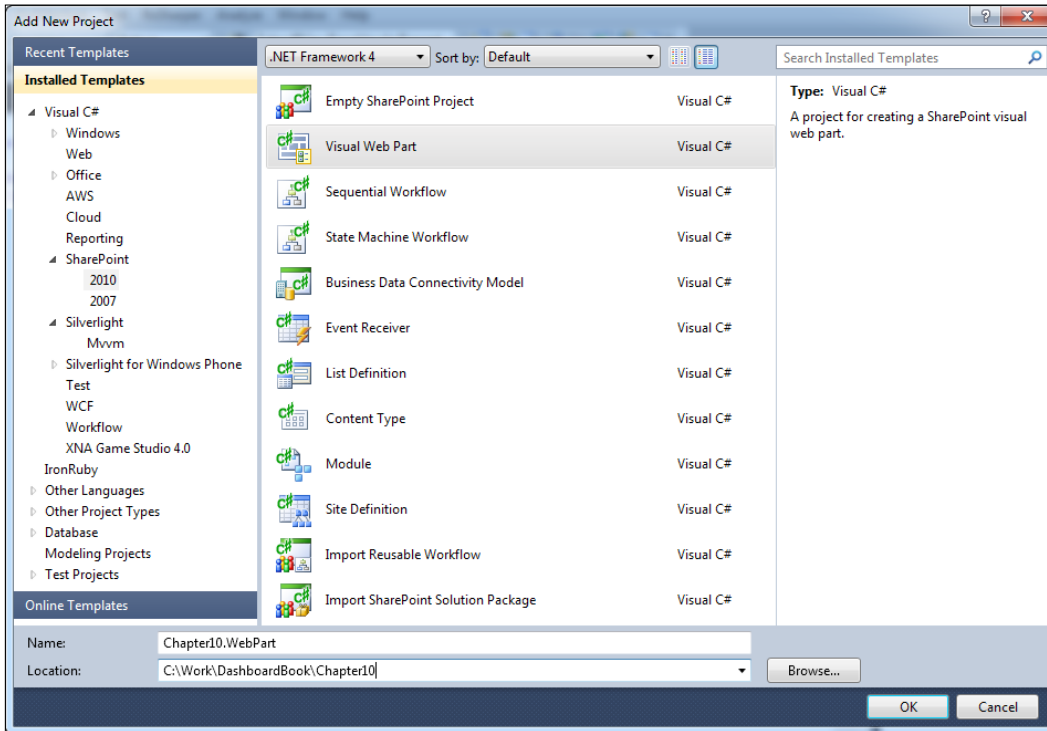 Add New Project
Recent Templates
Installed Templates
Visual C#
Windows
Web
Office
AWS
Cloud
Reporting
SharePoint
2010
2007
Silverlight
Mvvm
Silverlight for Windows Phone
Test
WCF
Workflow
XNA Game Studio 4.0
IronRuby
Other Languages
Other Project Types
Database
Modeling Projects
Test Projects
Online Templates
.NET Framework 4 Sort by: Default
Empty SharePoint Project Visual C#
Visual Web Part Visual C#
Sequential Workflow Visual C#
State Machine Workflow Visual C#
Business Data Connectivity Model Visual C#
Event Receiver Visual C#
List Definition Visual C#
Content Type Visual C#
Module Visual C#
Site Definition Visual C#
Import Reusable Workflow Visual C#
Import SharePoint Solution Package Visual C#
Search Installed Templates
Type: Visual C#
A project for creating a SharePoint visual
web part.
Name: Chapter10.WebPart
Location: C:\Work\DashboardBook\Chapter10
Browse...
OK Cancel